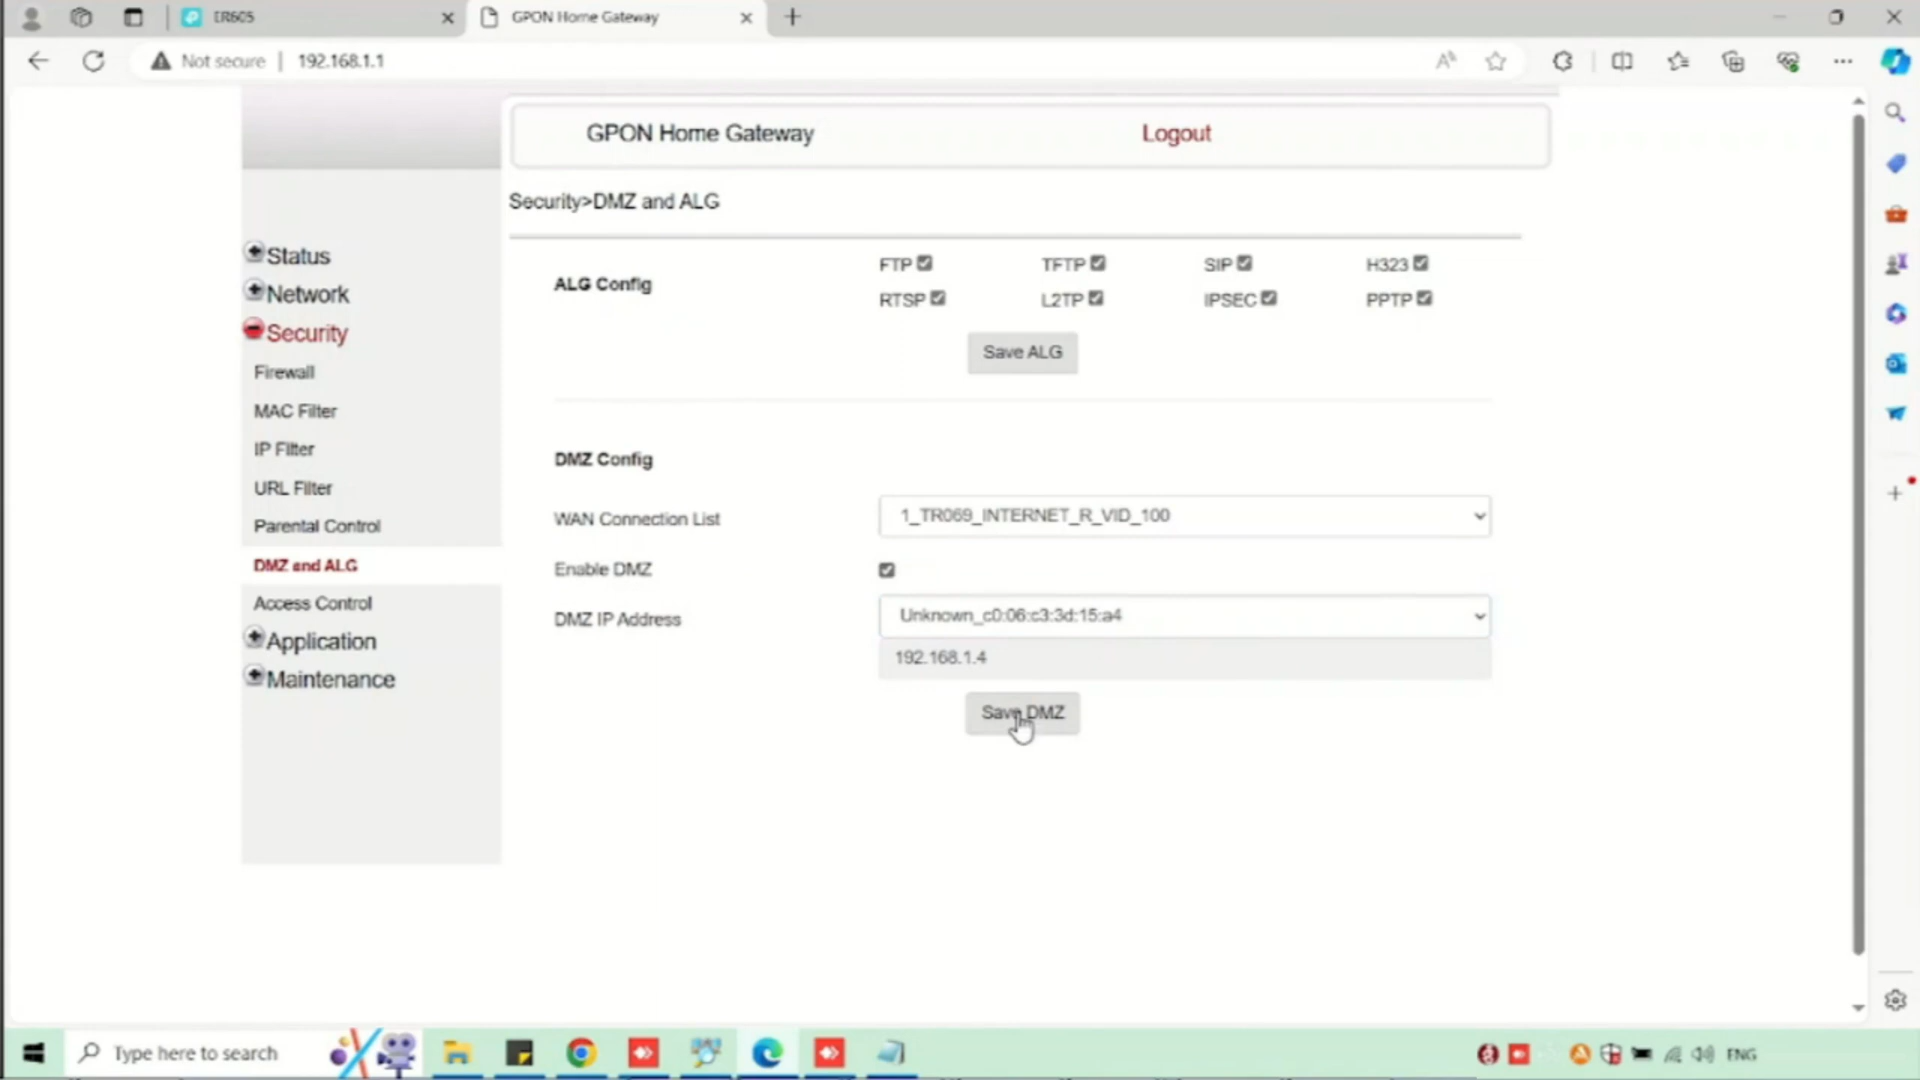 ER605
GPON Home Gateway
Not secure | 192.168.1.1
GPON Home Gateway
Logout
Security>DMZ and ALG
Status
Network
Security
Firewall
MAC Filter
IP Filter
URL Filter
Parental Control
DMZ and ALG
Access Control
Application
Maintenance
ALG Config
FTP TFTP SIP H323
RTSP L2TP IPSEC PPTP
Save ALG
DMZ Config
WAN Connection List
1_TR069_INTERNET_R_VID_100
Enable DMZ
DMZ IP Address
Unknown_c0:06:c3:3d:15:a4
192.168.1.4
Save DMZ
Type here to search
ENG